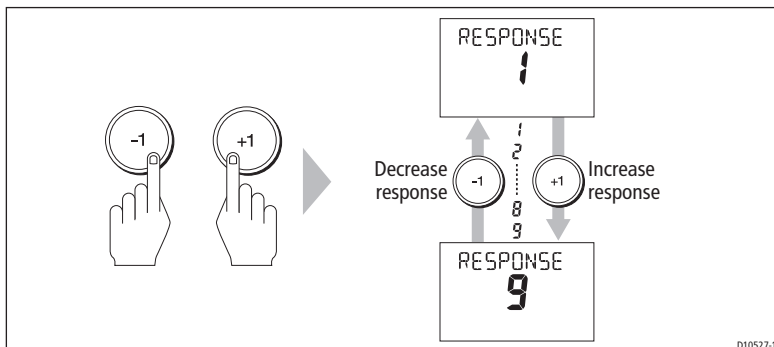 -1
+1
RESPONSE
1
1
2
8
9
Decrease
response
-1
+1
Increase
response
RESPONSE
9
D10527-1